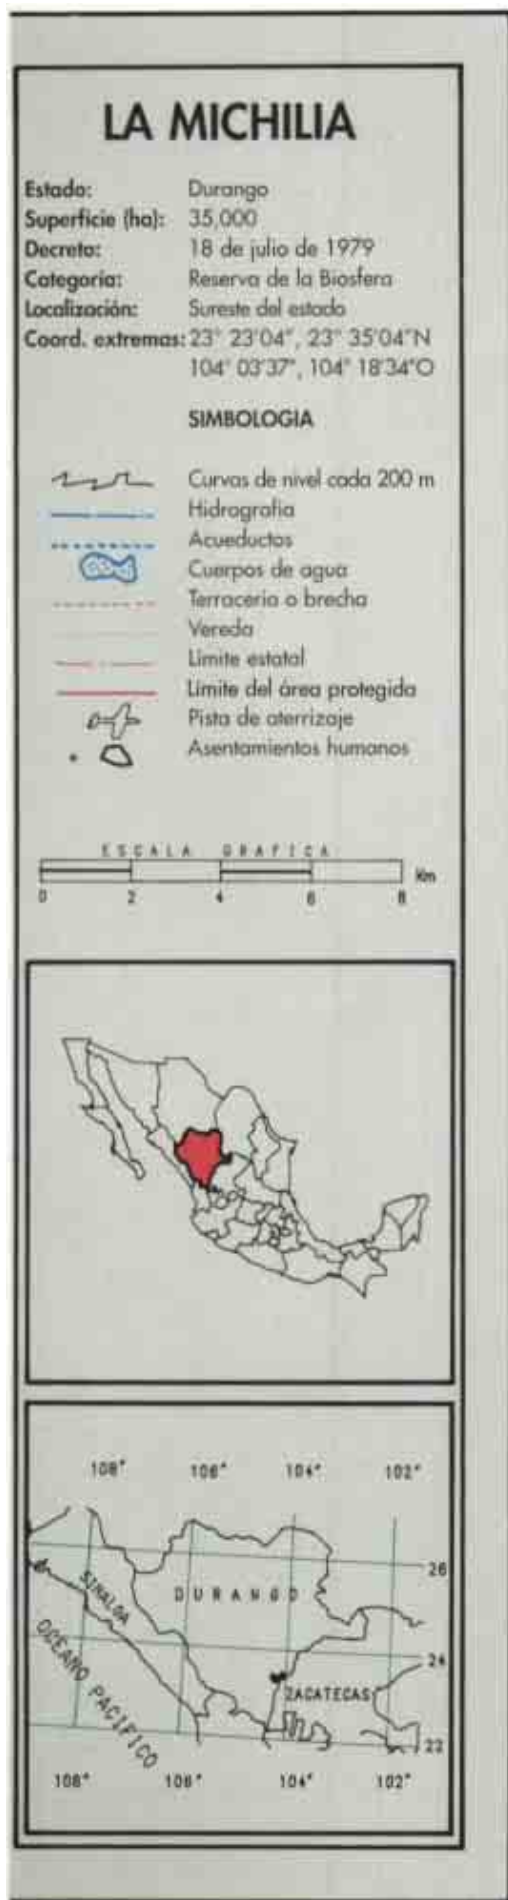 LA MICHILIA
Estado: Durango
Superficie (ha): 35,000
Decreto: 18 de julio de 1979
Categoría: Reserva de la Biosfera
Localización: Sureste del estado
Coord. extremas: 23° 23'04", 23° 35'04"N
104° 03'37", 104° 18'34"O
SIMBOLOGIA
Curvas de nivel cada 200 m
Hidrografia
Acueductos
Cuerpos de agua
Terraceria o brecha
Vereda
Limite estatal
Limite del área protegida
Pista de aterrizaje
Asentamientos humanos
ESCALA GRAFICA
Km
0 2 4 6 8
108° 106° 104° 102°
26
SINALOA
DURANGO
24
OCEANO PACIFICO
ZACATECAS
22
108° 106° 104° 102°